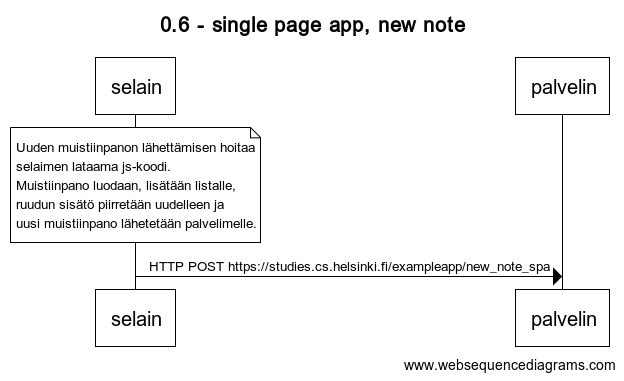 0.6 - single page app, new note
selain
palvelin
Uuden muistiinpanon lähettämisen hoitaa
selaimen lataama js-koodi.
Muistiinpano luodaan, lisätään listalle,
ruudun sisätö piirretään uudelleen ja
uusi muistiinpano lähetetään palvelimelle.
HTTP POST https://studies.cs.helsinki.fi/exampleapp/new_note_spa
selain
palvelin
www.websequencediagrams.com